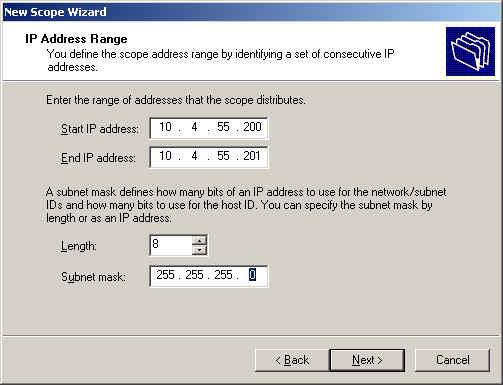 New Scope Wizard
IP Address Range
You define the scope address range by identifying a set of consecutive IP
addresses.
Enter the range of addresses that the scope distributes.
Start IP address: 10 . 4 . 55 . 200
End IP address: 10 . 4 . 55 . 201
A subnet mask defines how many bits of an IP address to use for the network/subnet
IDs and how many bits to use for the host ID. You can specify the subnet mask by
length or as an IP address.
Length: 8
Subnet mask: 255 . 255 . 255 . 0
< Back
Next >
Cancel